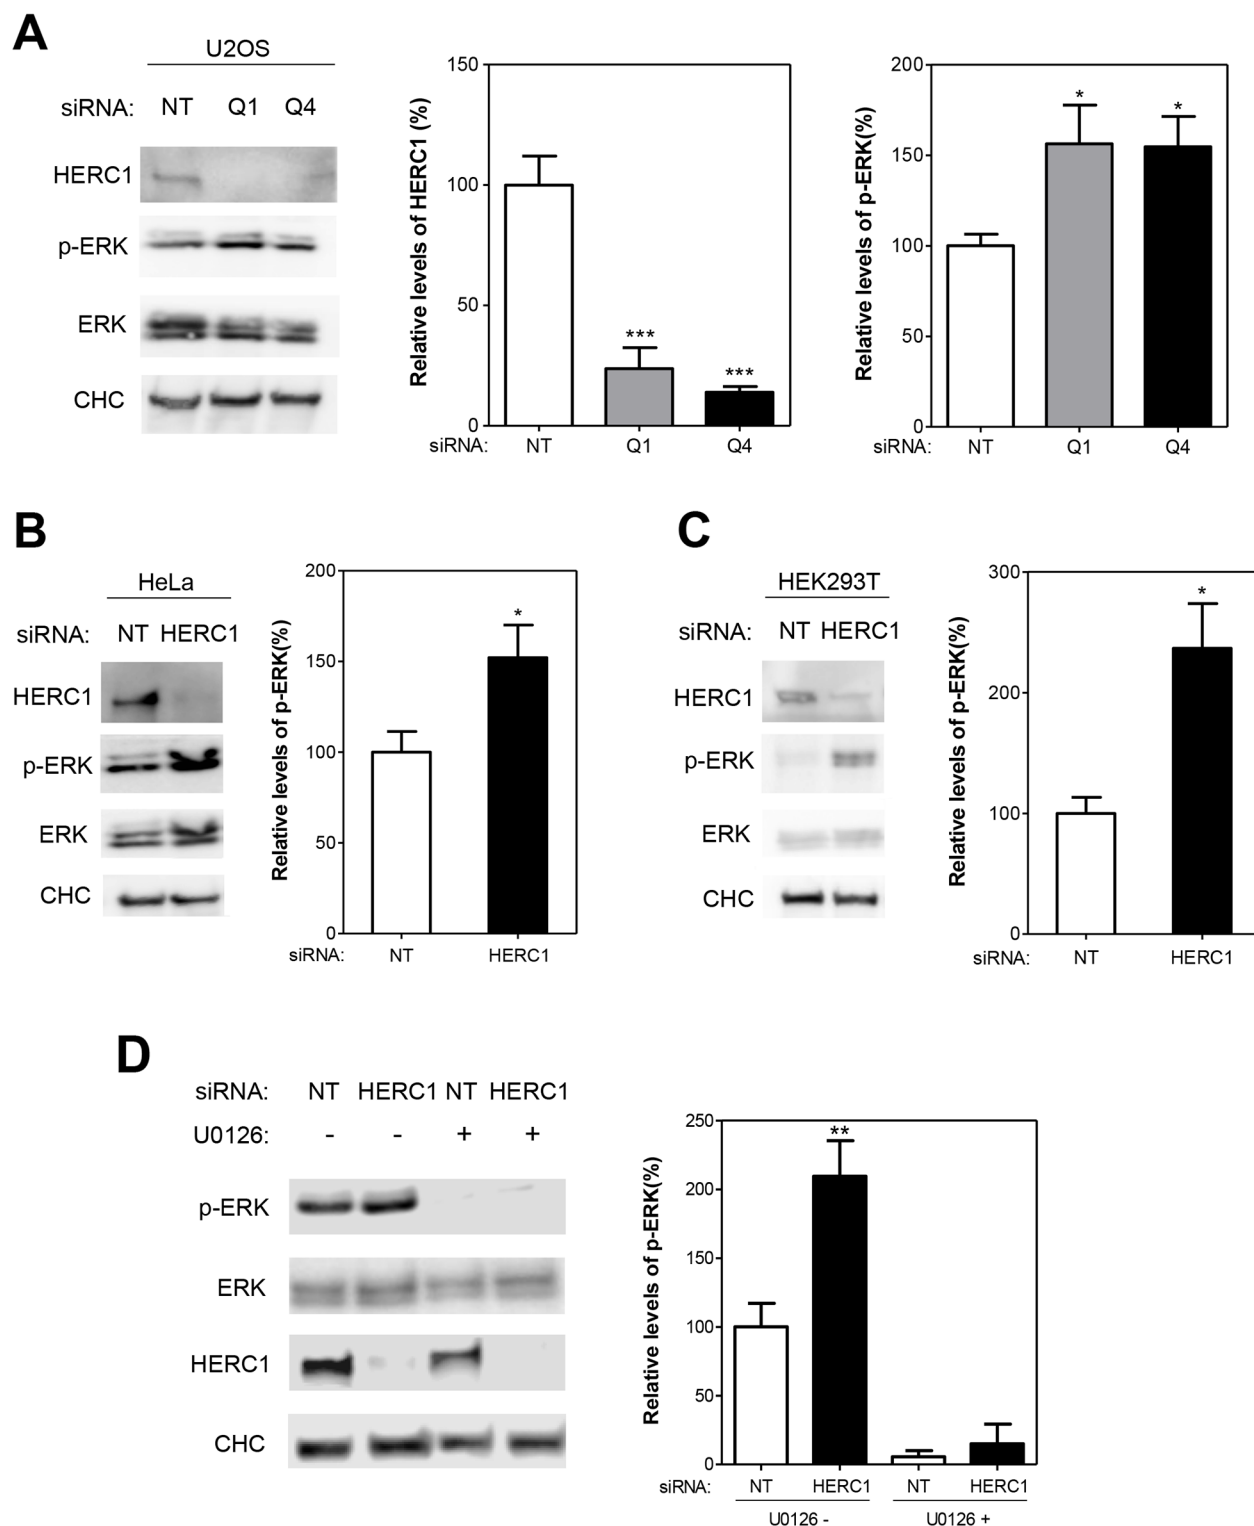 A
U2OS
siRNA: NT Q1 Q4
HERC1
p-ERK
ERK
CHC
Relative levels of HERC1 (%)
150
100
50
0
***
***
siRNA: NT Q1 Q4
Relative levels of p-ERK(%)
200
150
100
50
0
*
*
siRNA: NT Q1 Q4
B
HeLa
siRNA: NT HERC1
HERC1
p-ERK
ERK
CHC
Relative levels of p-ERK(%)
200
150
100
50
0
*
siRNA: NT HERC1
C
HEK293T
siRNA: NT HERC1
HERC1
p-ERK
ERK
CHC
Relative levels of p-ERK(%)
300
200
100
0
*
siRNA: NT HERC1
D
siRNA: NT HERC1 NT HERC1
U0126: - - + +
p-ERK
ERK
HERC1
CHC
Relative levels of p-ERK(%)
250
200
150
100
50
0
**
siRNA: NT HERC1 NT HERC1
U0126 - U0126 +